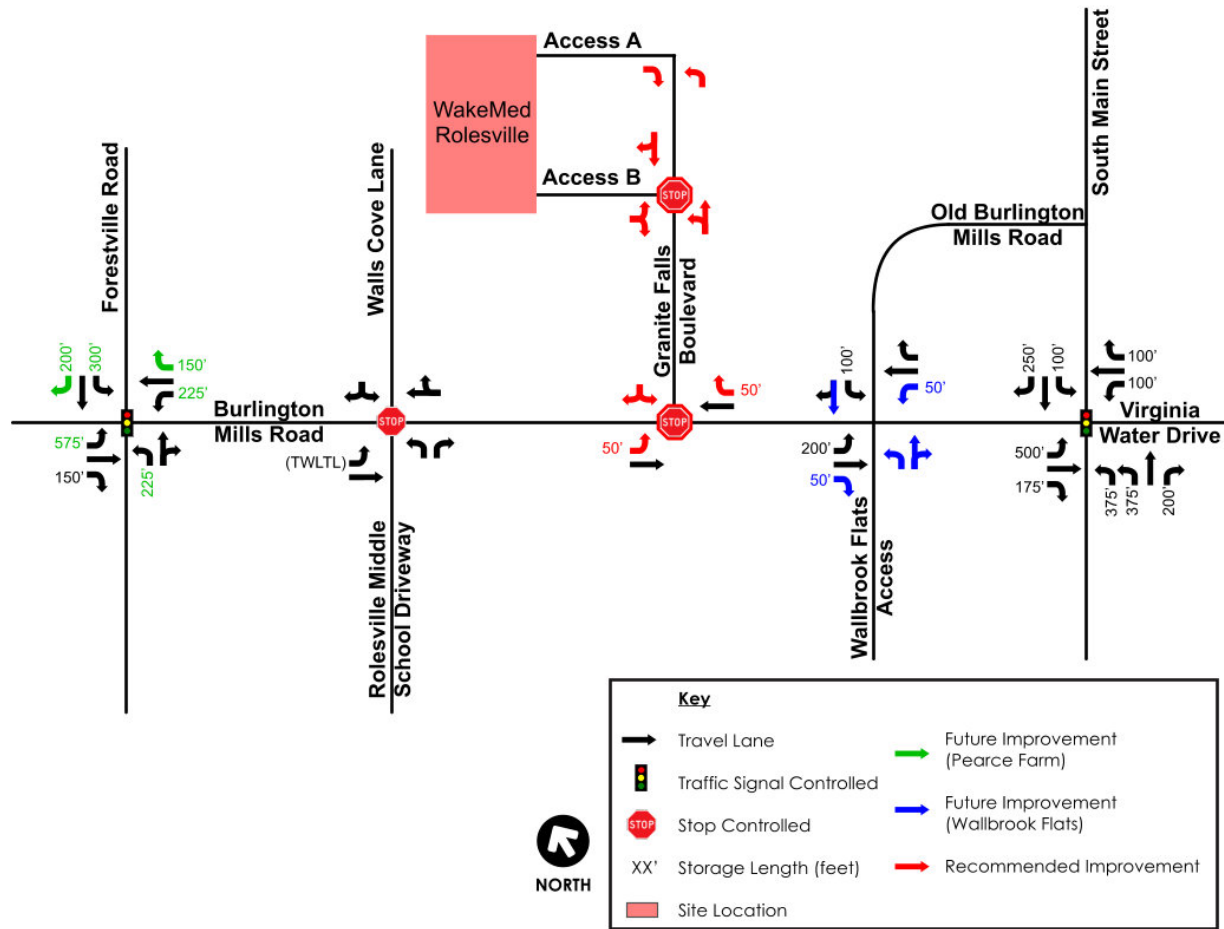 Access A
WakeMed
Rolesville
Access B
STOP
South Main Street
Old Burlington
Mills Road
Forestville Road
Walls Cove Lane
Granite Falls
Boulevard
200'
300'
150'
225'
Burlington
Mills Road
575'
150'
225'
STOP
(TWLTL)
Rolesville Middle
School Driveway
50'
STOP
50'
100'
50'
200'
50'
Wallbrook Flats
Access
250'
100'
100'
100'
Virginia
Water Drive
500'
175'
375'
375'
200'
Key
Travel Lane
Traffic Signal Controlled
STOP
Stop Controlled
XX'
Storage Length (feet)
Site Location
Future Improvement
(Pearce Farm)
Future Improvement
(Wallbrook Flats)
Recommended Improvement
NORTH